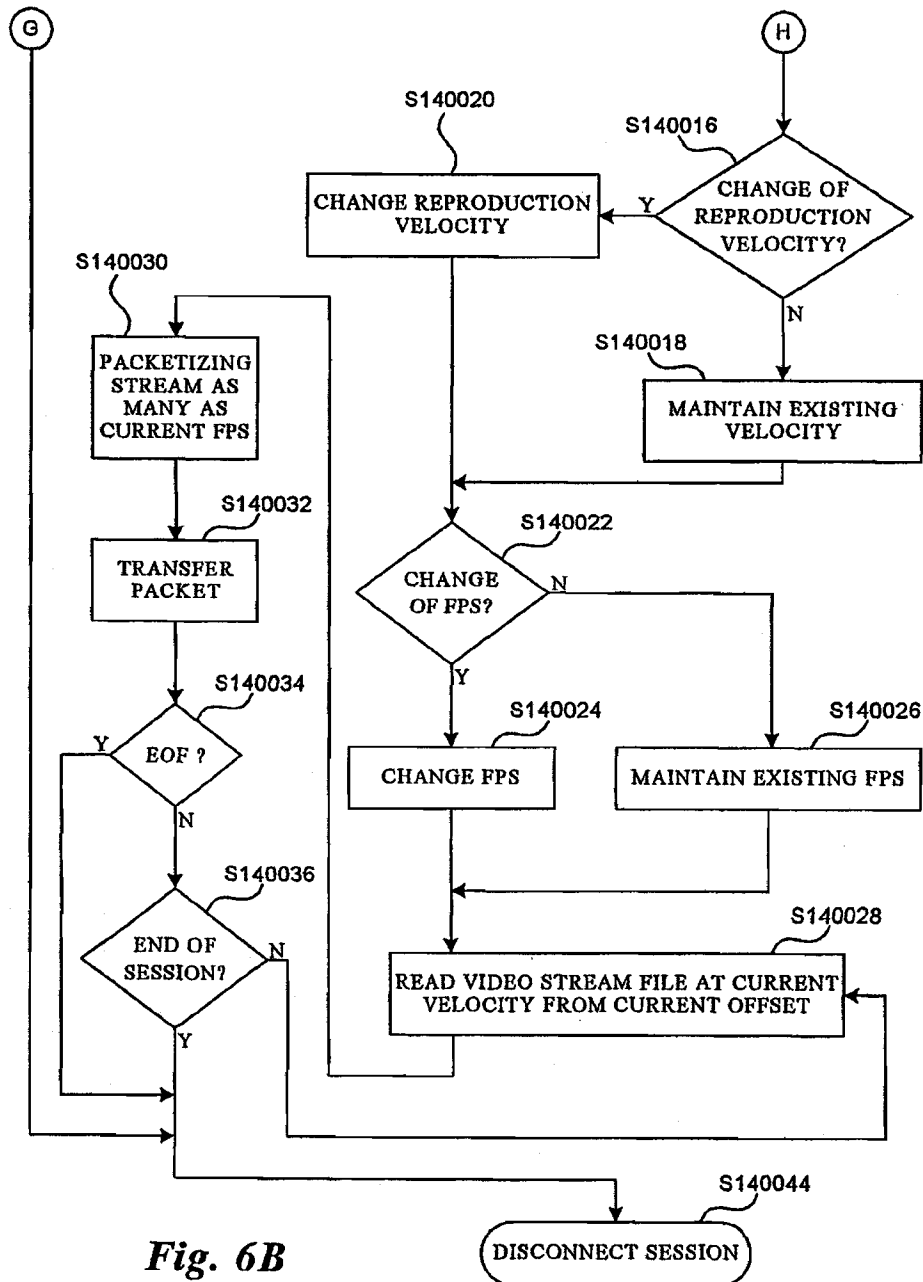 G
H
S140020
S140016
CHANGE REPRODUCTION
VELOCITY
Y
CHANGE OF
REPRODUCTION
VELOCITY?
N
S140030
S140018
PACKETIZING
STREAM AS
MANY AS
CURRENT FPS
MAINTAIN EXISTING
VELOCITY
S140032
TRANSFER
PACKET
S140022
CHANGE
OF FPS?
N
Y
S140034
Y
EOF ?
N
S140024
CHANGE FPS
S140026
MAINTAIN EXISTING FPS
S140036
END OF
SESSION?
N
Y
S140028
READ VIDEO STREAM FILE AT CURRENT
VELOCITY FROM CURRENT OFFSET
S140044
DISCONNECT SESSION
Fig. 6B